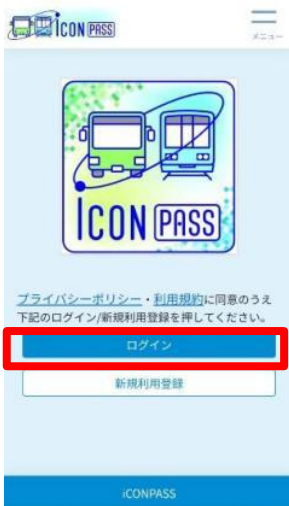 ICON PASS
メニュー
ICON PASS
プライバシーポリシー・利用規約に同意のうえ
下記のログイン/新規利用登録を押してください。
ログイン
新規利用登録
iCONPASS